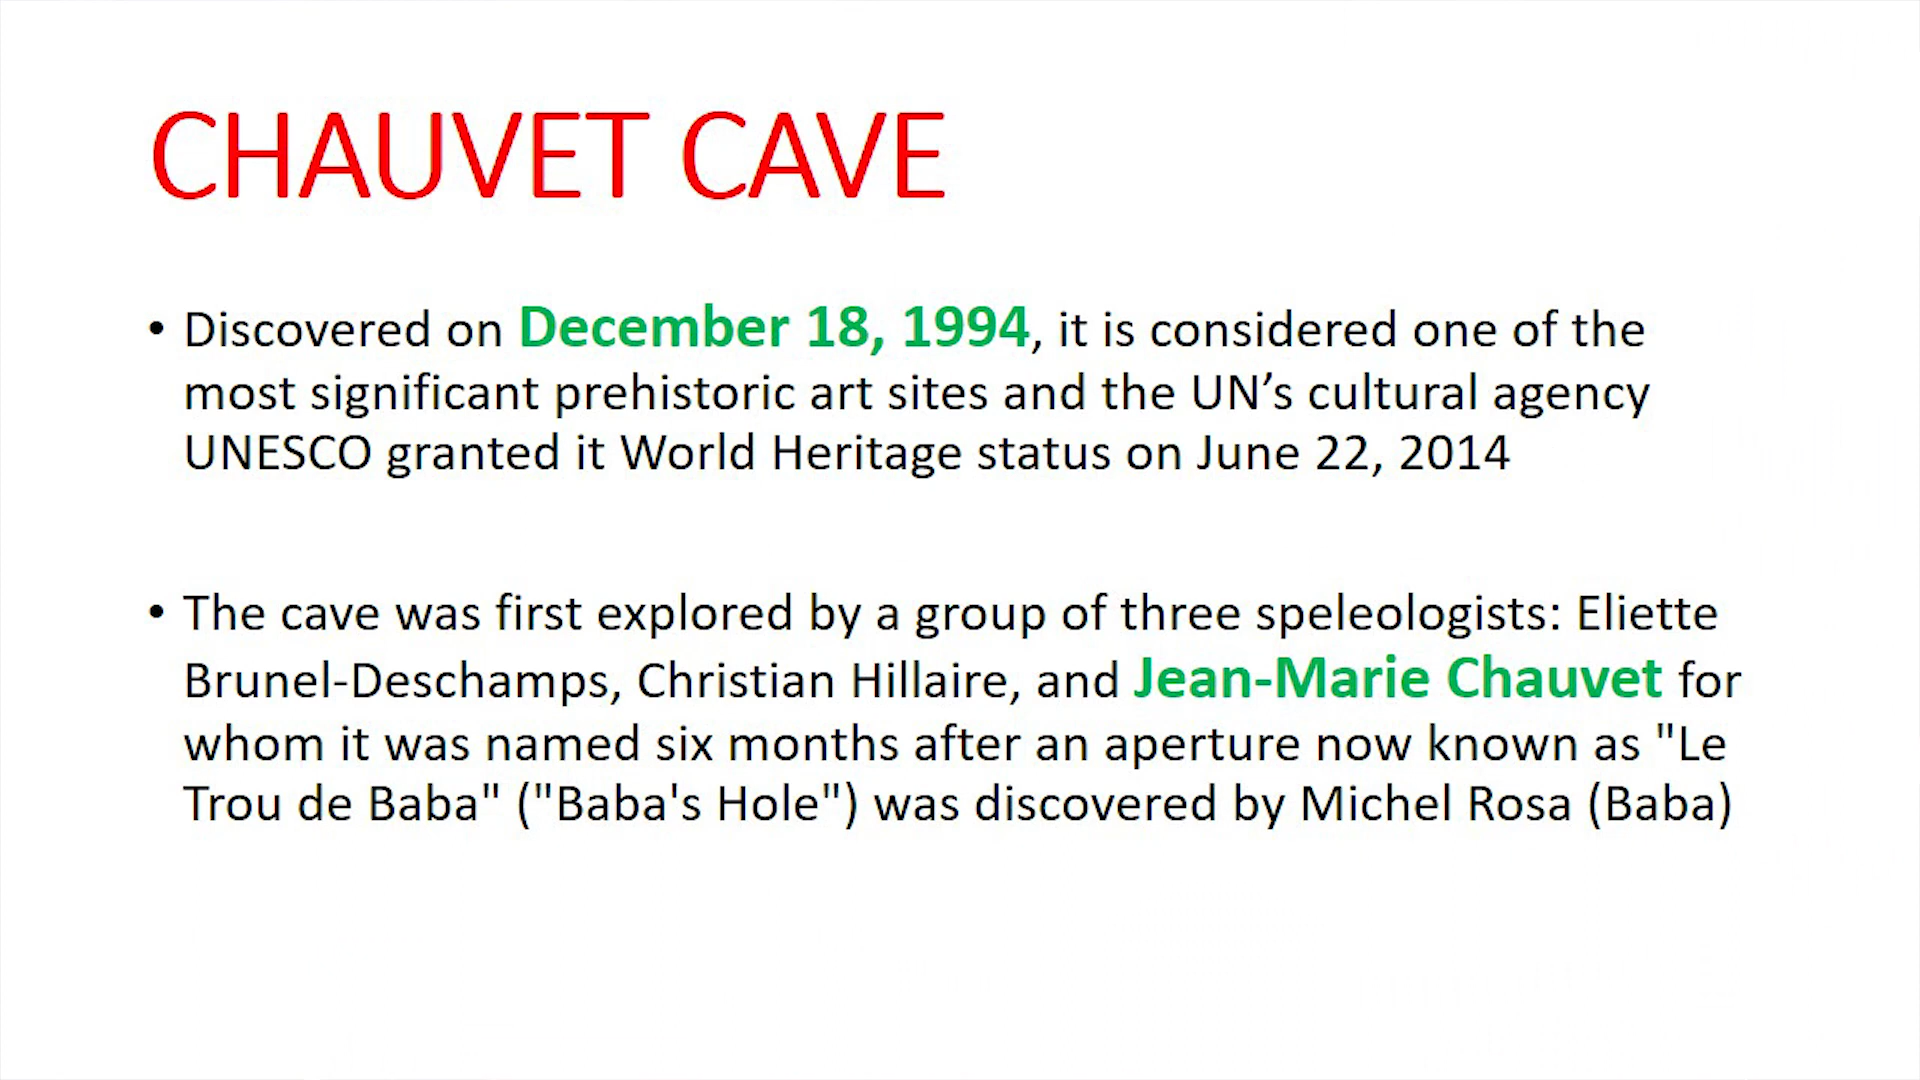 CHAUVET CAVE
• Discovered on December 18, 1994, it is considered one of the
most significant prehistoric art sites and the UN’s cultural agency
UNESCO granted it World Heritage status on June 22, 2014
• The cave was first explored by a group of three speleologists: Eliette
Brunel-Deschamps, Christian Hillaire, and Jean-Marie Chauvet for
whom it was named six months after an aperture now known as "Le
Trou de Baba" ("Baba's Hole") was discovered by Michel Rosa (Baba)